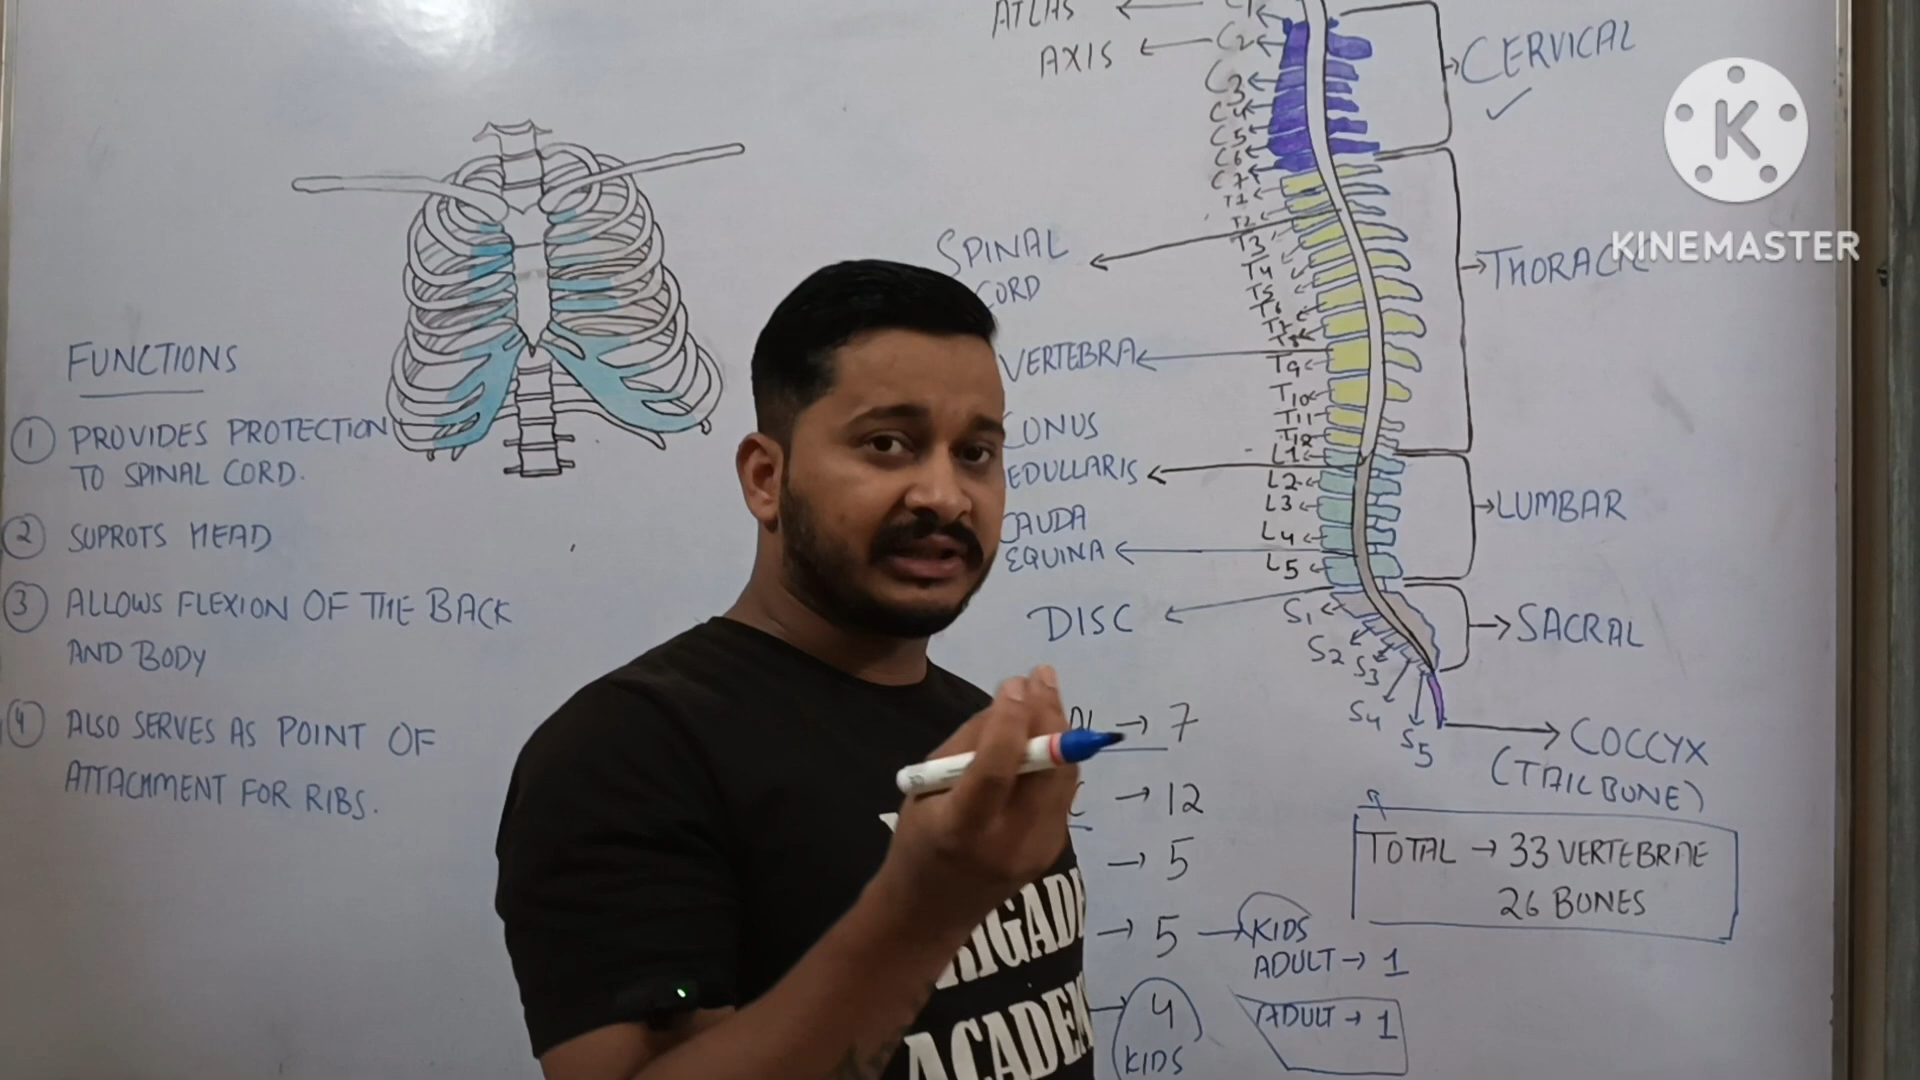 FUNCTIONS
1 PROVIDES PROTECTION
TO SPINAL CORD.
2 SUPROTS HEAD
3 ALLOWS FLEXION OF THE BACK
AND BODY
4 ALSO SERVES AS POINT OF
ATTACHMENT FOR RIBS.
ATLAS C1
AXIS C2
C3
C4
C5
C6
C7
T1
T2
T3
T4
T5
T6
T7
T8
T9
T10
T11
T12
L1
L2
L3
L4
L5
S1
S2
S3
S4
S5
SPINAL
CORD
VERTEBRA
CONUS
EDULLARIS
CAUDA
EQUINA
DISC
CERVICAL
THORACIC
LUMBAR
SACRAL
COCCYX
(TAILBONE)
AL → 7
C → 12
→ 5
→ 5 → KIDS
ADULT → 1
4 ADULT → 1
KIDS
TOTAL → 33 VERTEBRAE
26 BONES
RIGADE
ACADEM
K
KINEMASTER